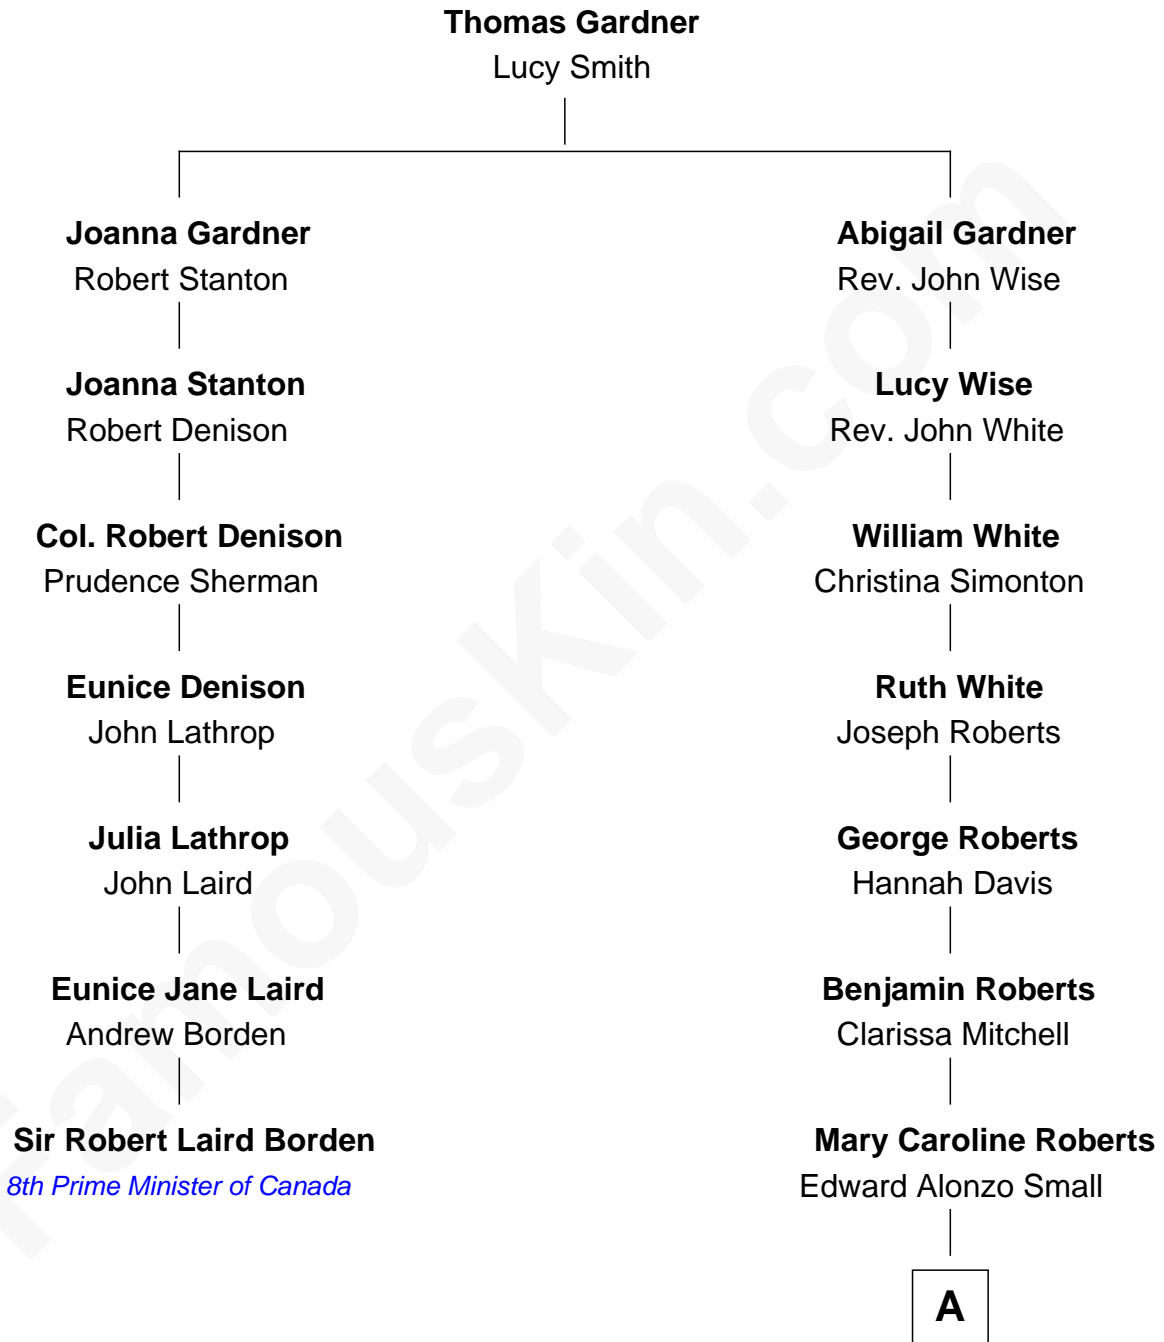 Thomas Gardner
Lucy Smith
Joanna Gardner
Robert Stanton
Abigail Gardner
Rev. John Wise
Joanna Stanton
Robert Denison
Lucy Wise
Rev. John White
Col. Robert Denison
Prudence Sherman
William White
Christina Simonton
Eunice Denison
John Lathrop
Ruth White
Joseph Roberts
Julia Lathrop
John Laird
George Roberts
Hannah Davis
Eunice Jane Laird
Andrew Borden
Benjamin Roberts
Clarissa Mitchell
Sir Robert Laird Borden
8th Prime Minister of Canada
Mary Caroline Roberts
Edward Alonzo Small
A
FamousKin.com